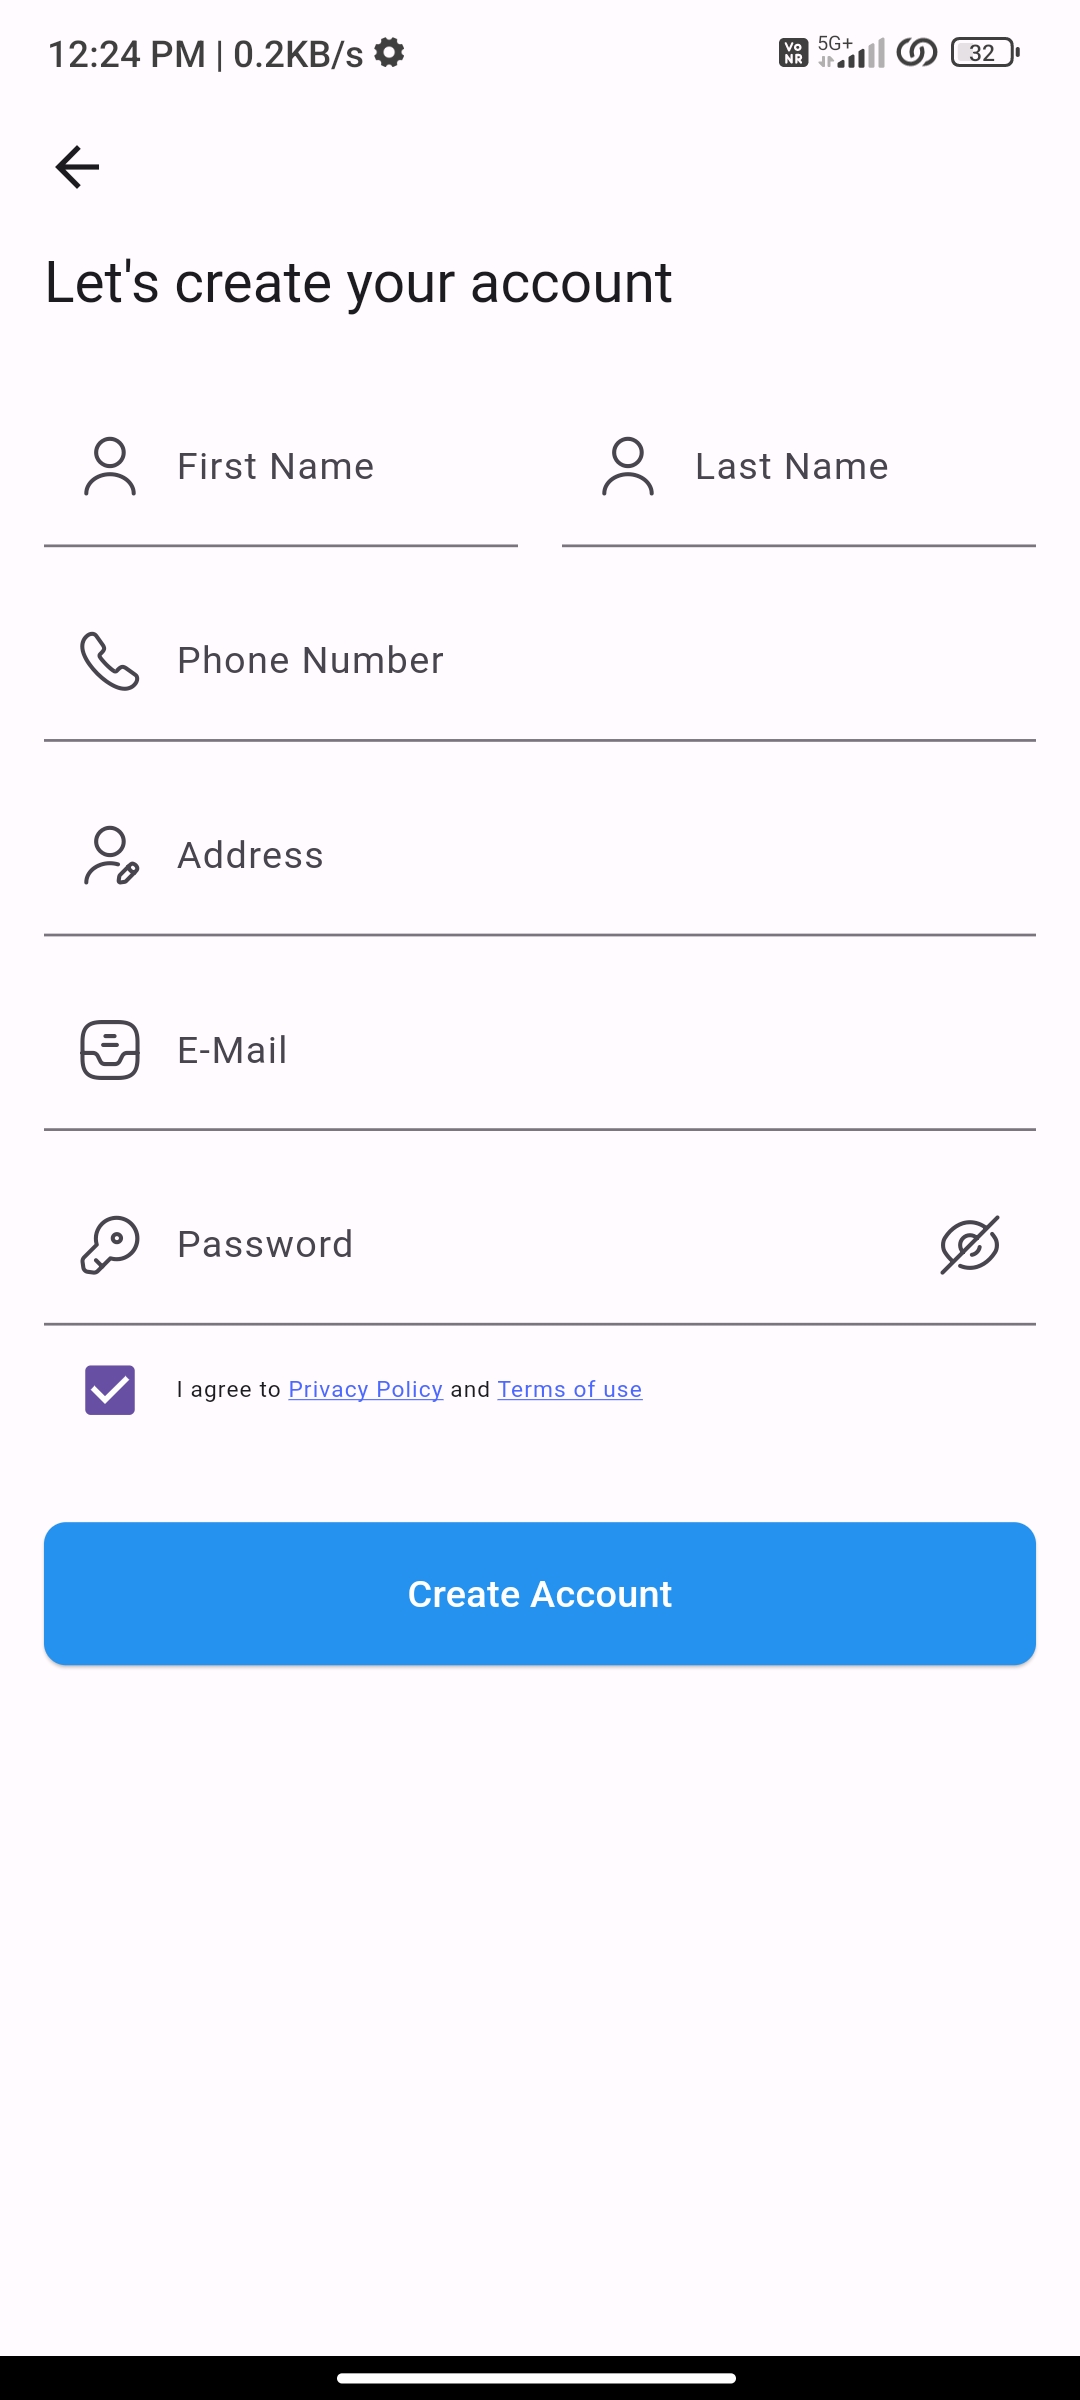 12:24 PM | 0.2KB/s
Vo NR 5G+ 32
Let's create your account
First Name Last Name
Phone Number
Address
E-Mail
Password
I agree to Privacy Policy and Terms of use
Create Account